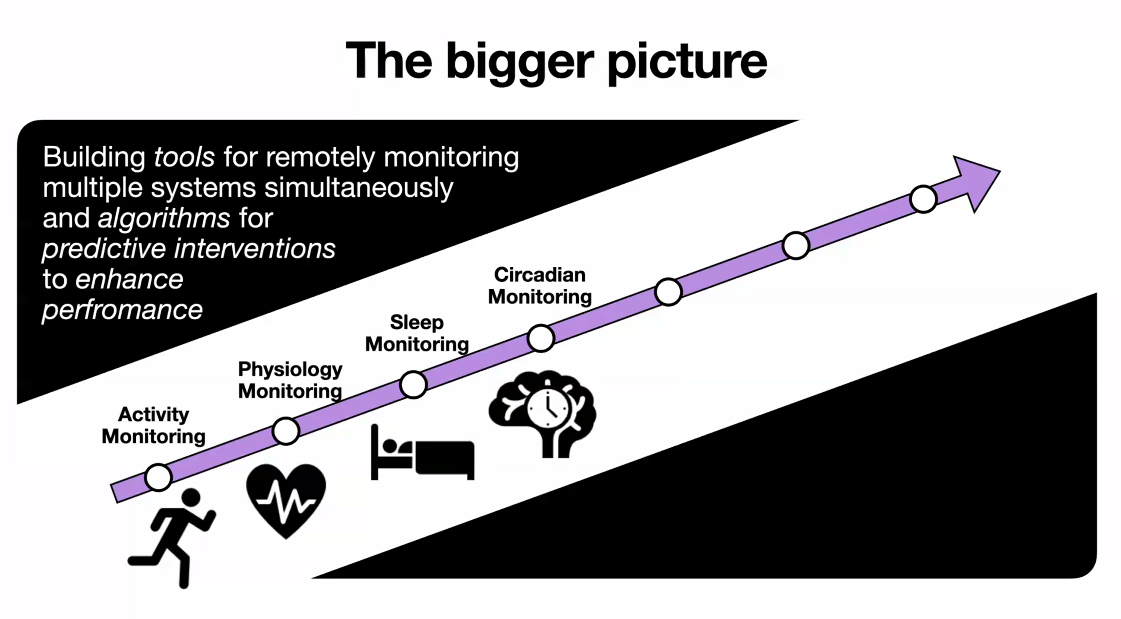 The bigger picture
Building tools for remotely monitoring
multiple systems simultaneously
and algorithms for
predictive interventions
to enhance
perfromance
Activity
Monitoring
Physiology
Monitoring
Sleep
Monitoring
Circadian
Monitoring